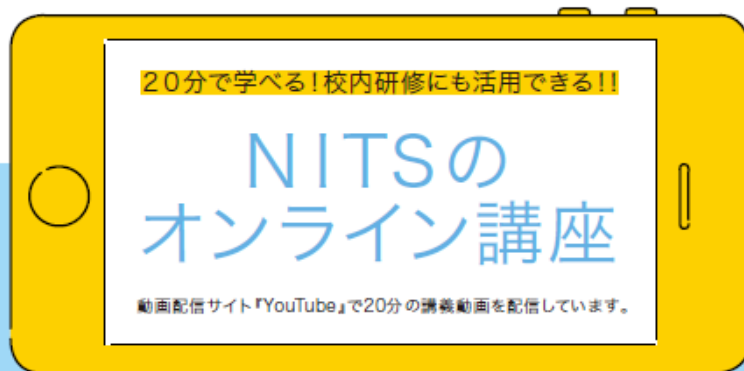 20分で学べる!校内研修にも活用できる!!
NITSの
オンライン講座
動画配信サイト『YouTube』で20分の講義動画を配信しています。